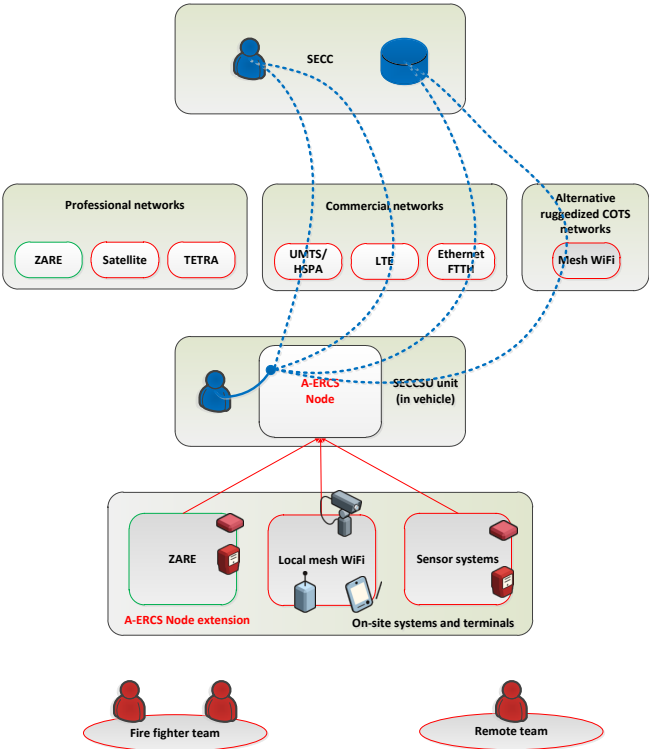 SECC
Professional networks
Commercial networks
Alternative
ruggedized COTS
networks
ZARE
Satellite
TETRA
UMTS/
HSPA
LTE
Ethernet
FTTH
Mesh WiFi
A-ERCS
Node
SECCSU unit
(in vehicle)
ZARE
Local mesh WiFi
Sensor systems
A-ERCS Node extension
On-site systems and terminals
Fire fighter team
Remote team